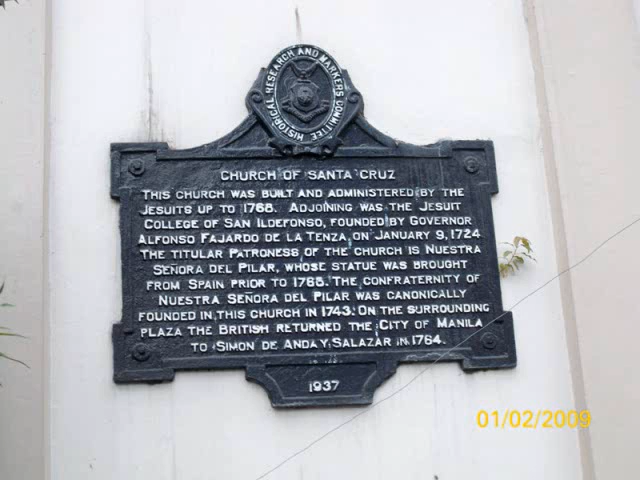 HISTORICAL RESEARCH AND MARKERS COMMITTEE
CHURCH OF SANTA CRUZ
THIS CHURCH WAS BUILT AND ADMINISTERED BY THE
JESUITS UP TO 1768. ADJOINING WAS THE JESUIT
COLLEGE OF SAN ILDEFONSO, FOUNDED BY GOVERNOR
ALFONSO FAJARDO DE LA TENZA, ON JANUARY 9, 1724
THE TITULAR PATRONESS OF THE CHURCH IS NUESTRA
SEÑORA DEL PILAR, WHOSE STATUE WAS BROUGHT
FROM SPAIN PRIOR TO 1768. THE CONFRATERNITY OF
NUESTRA SEÑORA DEL PILAR WAS CANONICALLY
FOUNDED IN THIS CHURCH IN 1743. ON THE SURROUNDING
PLAZA THE BRITISH RETURNED THE CITY OF MANILA
TO SIMON DE ANDA Y SALAZAR IN 1764.
1937
01/02/2009